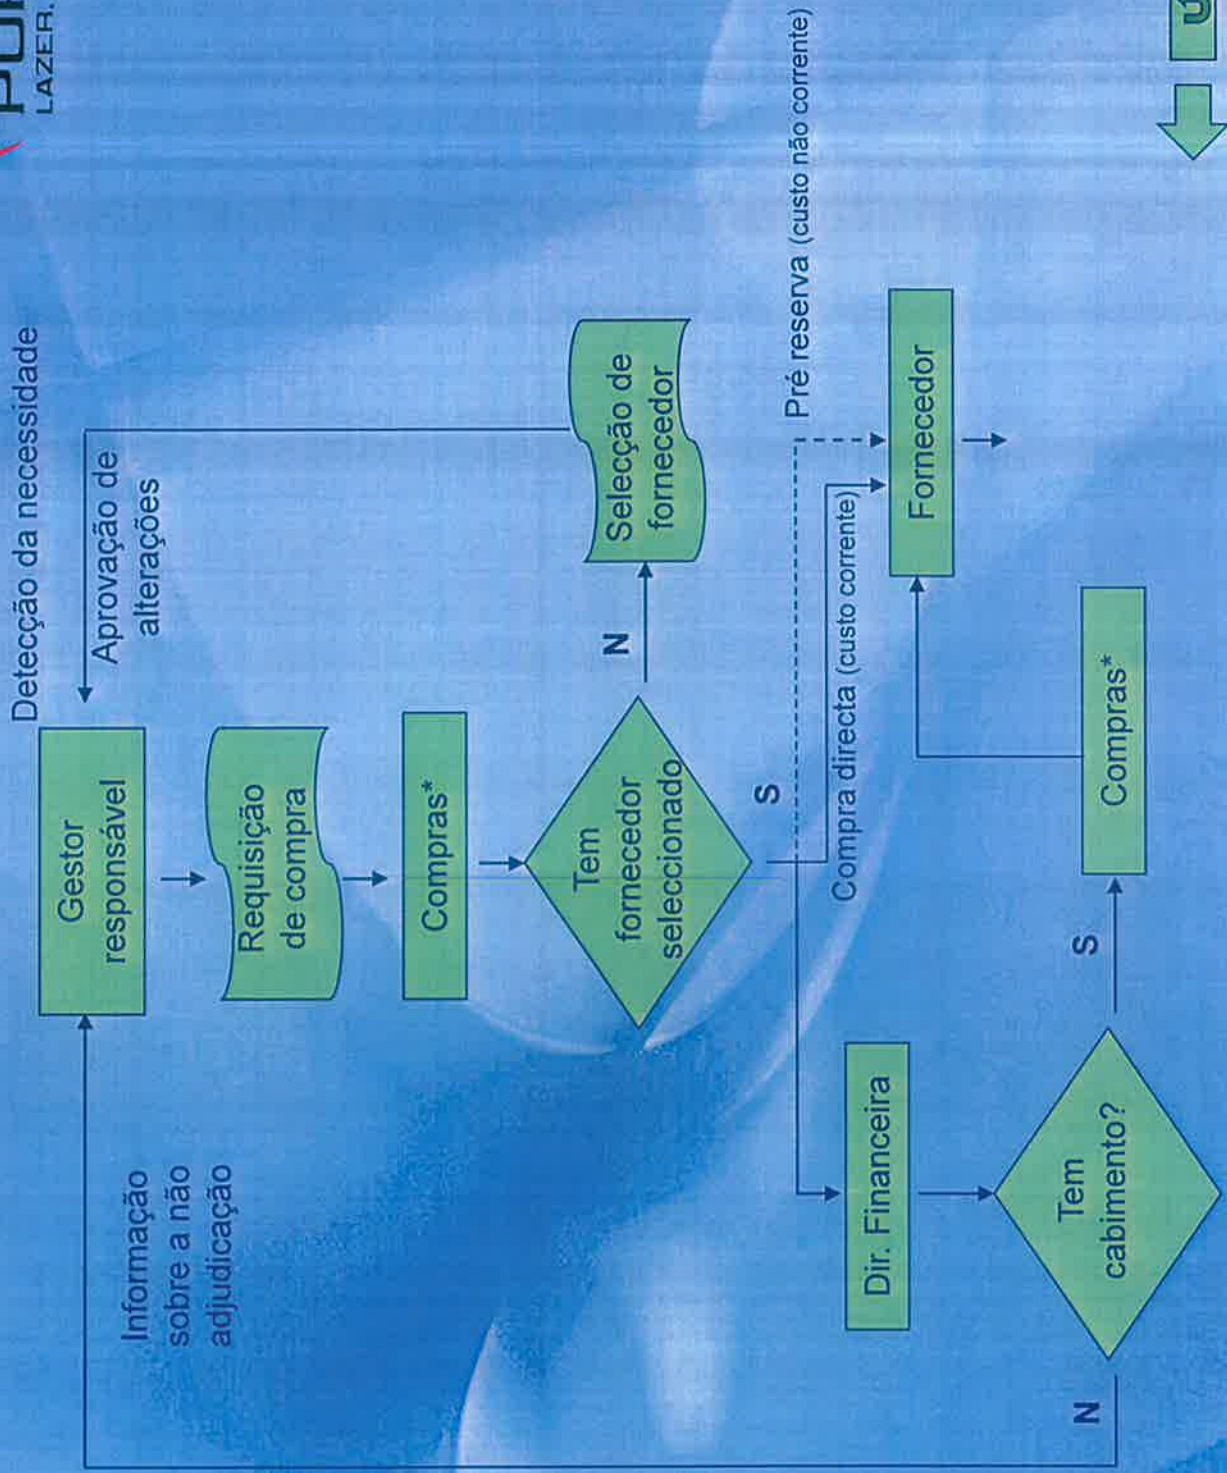 LAZER.
Detecção da necessidade
Gestor
responsável
Aprovação de
alterações
Informação
sobre a não
adjudicação
Requisição
de compra
Compras*
Tem
fornecedor
seleccionado
N
Selecção de
fornecedor
S
Pré reserva (custo não corrente)
Compra directa (custo corrente)
Dir. Financeira
Fornecedor
Tem
cabimento?
S
Compras*
N